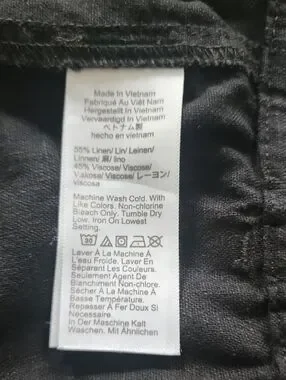 Made In Vietnam
Fabriqué Au Viêt Nam
Hergestellt In Vietnam
Vervaardigd In Vietnam
ベトナム製
hecho en vietnam
55% Linen/ Lin/ Leinen/
Linnen/ 麻/ lino
45% Viscose/ Viscose/
Viskose/ Viscose/ レーヨン/
viscosa
Machine Wash Cold. With
Like Colors. Non-chlorine
Bleach Only. Tumble Dry
Low. Iron On Lowest
Setting.
30
Laver À La Machine À
L'eau Froide. Laver En
Séparant Les Couleurs.
Seulement Agent De
Blanchiment Non-chlore.
Sécher À La Machine À
Basse Température.
Repasser À Fer Doux Si
Nécessaire.
In Der Maschine Kalt
Waschen. Mit Ähnlichen